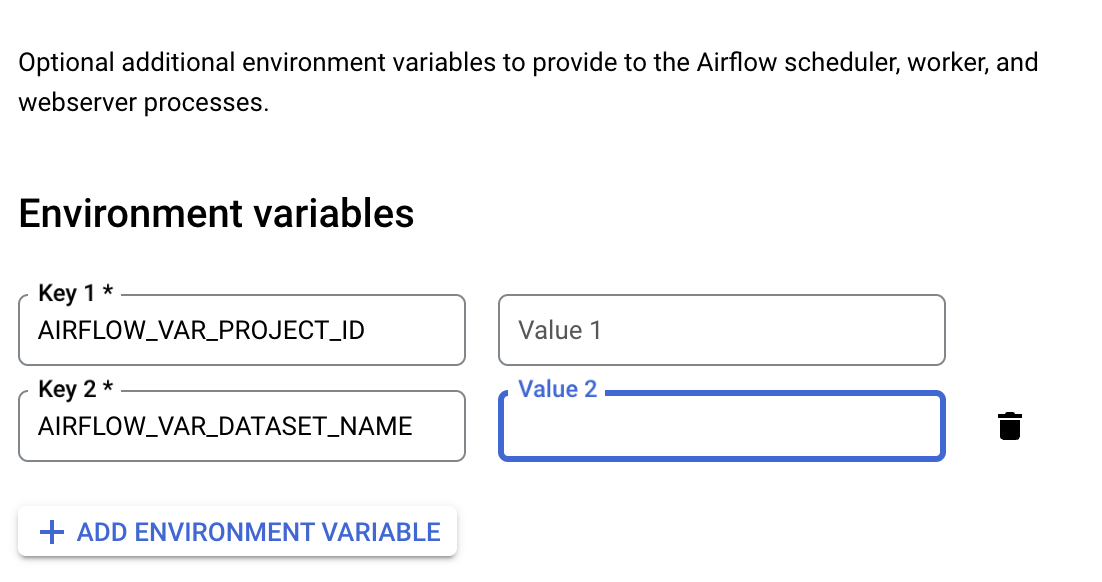 Optional additional environment variables to provide to the Airflow scheduler, worker, and
webserver processes.
Environment variables
Key 1 *
AIRFLOW_VAR_PROJECT_ID
Value 1
Key 2 *
AIRFLOW_VAR_DATASET_NAME
Value 2
ADD ENVIRONMENT VARIABLE